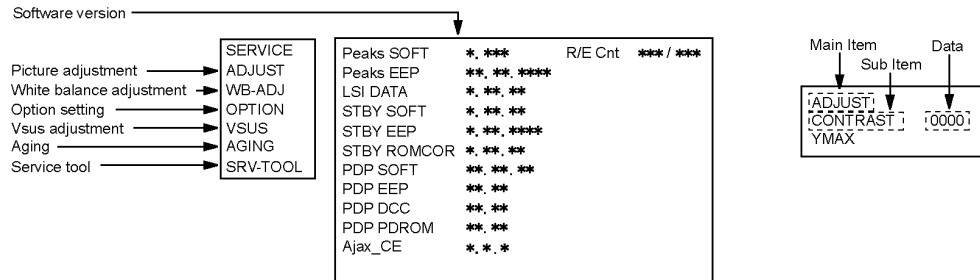 Software version
Picture adjustment
White balance adjustment
Option setting
Vsus adjustment
Aging
Service tool
SERVICE
ADJUST
WB-ADJ
OPTION
VSUS
AGING
SRV-TOOL
Peaks SOFT *. *** R/E Cnt *** / ***
Peaks EEP **. **. ****
LSI DATA *. **. **
STBY SOFT *. **. **
STBY EEP *. **. ****
STBY ROMCOR *. **. **
PDP SOFT **. **. **
PDP EEP **. **
PDP DCC **. **
PDP PDROM **. **
Ajax_CE *. *. *
Main Item
Sub Item
Data
ADJUST
CONTRAST 0000
YMAX